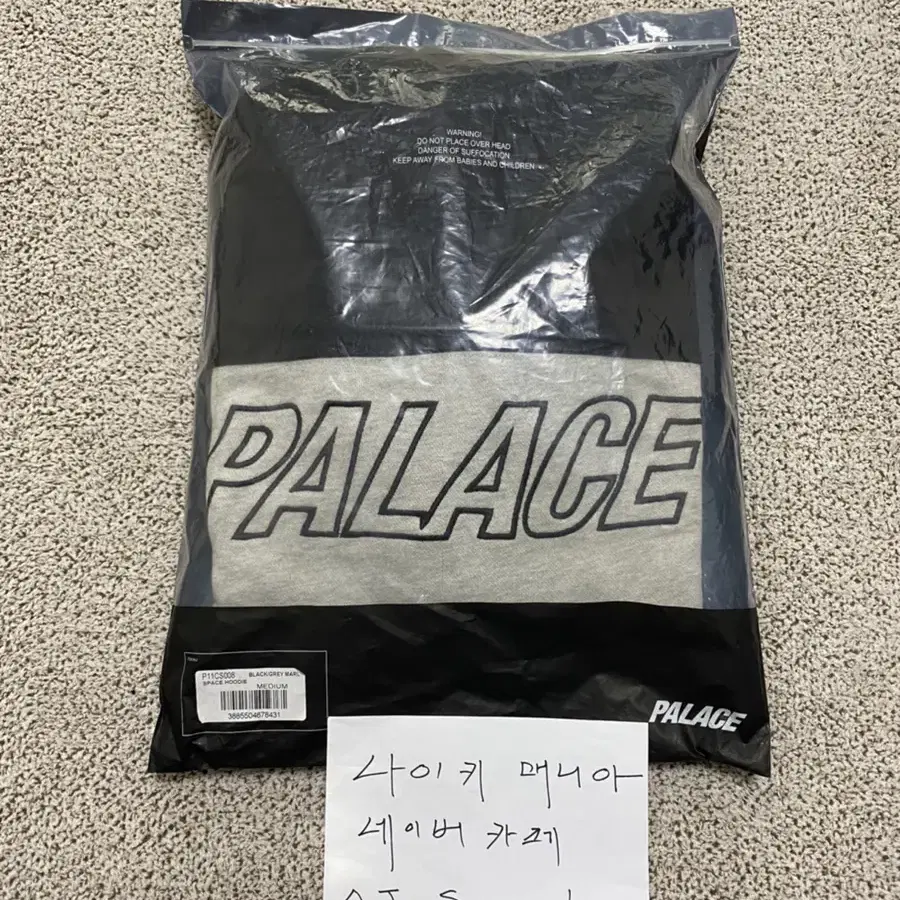 WARNING!
DO NOT PLACE OVER HEAD
DANGER OF SUFFOCATION
KEEP AWAY FROM BABIES AND CHILDREN
PALACE
P11CS008 BLACK/GREY MARL
SPACE HOODIE
MEDIUM
3885504878431
PALACE
나이키 매니아
네이버 카페